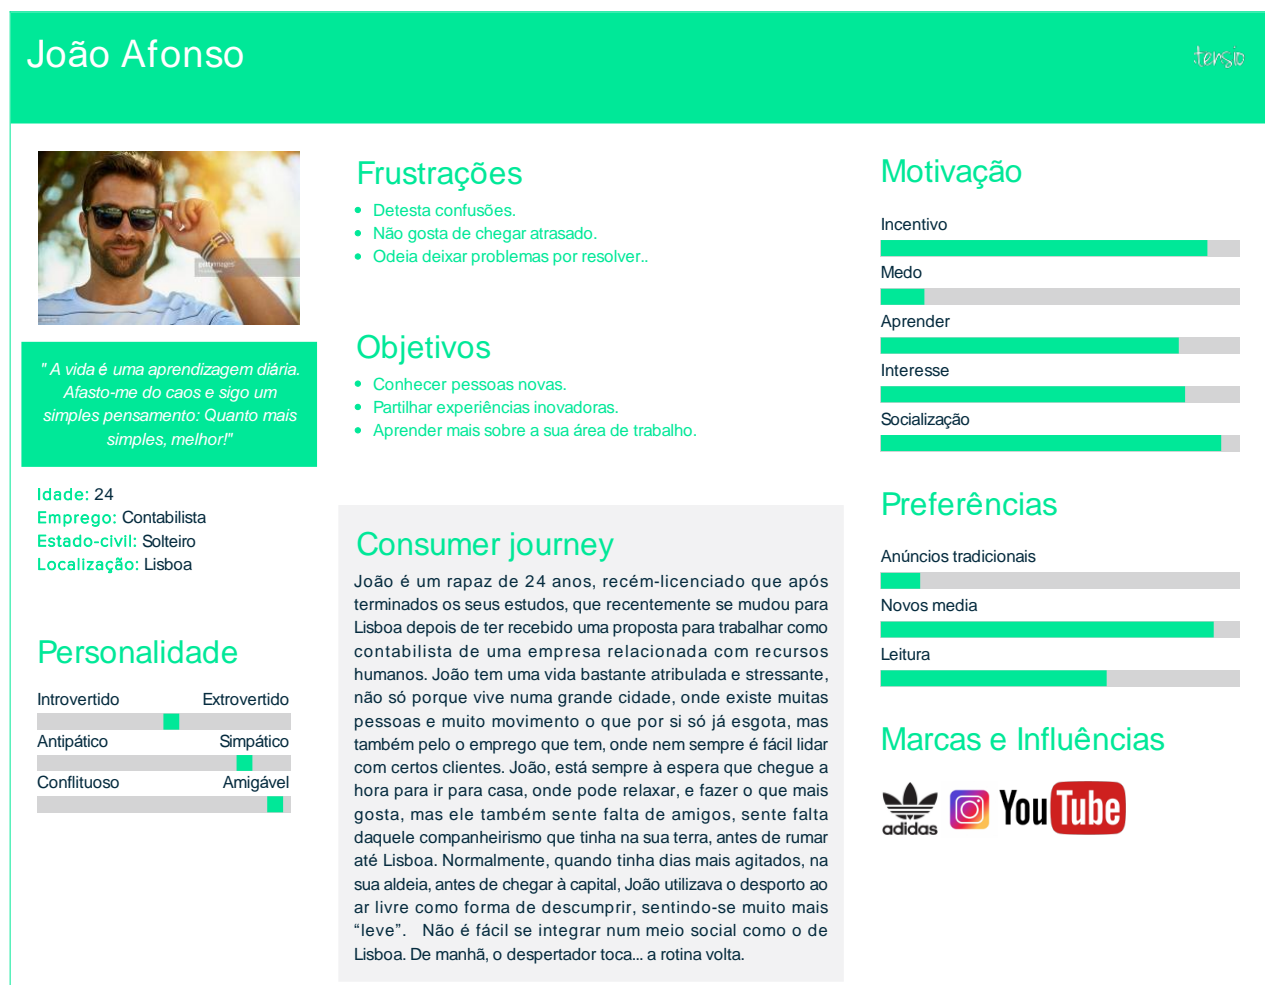 João Afonso
.tensio
gettyimages
" A vida é uma aprendizagem diária.
Afasto-me do caos e sigo um
simples pensamento: Quanto mais
simples, melhor!"
Idade: 24
Emprego: Contabilista
Estado-civil: Solteiro
Localização: Lisboa
Personalidade
Introvertido Extrovertido
Antipático Simpático
Conflituoso Amigável
Frustrações
• Detesta confusões.
• Não gosta de chegar atrasado.
• Odeia deixar problemas por resolver..
Objetivos
• Conhecer pessoas novas.
• Partilhar experiências inovadoras.
• Aprender mais sobre a sua área de trabalho.
Consumer journey
João é um rapaz de 24 anos, recém-licenciado que após
terminados os seus estudos, que recentemente se mudou para
Lisboa depois de ter recebido uma proposta para trabalhar como
contabilista de uma empresa relacionada com recursos
humanos. João tem uma vida bastante atribulada e stressante,
não só porque vive numa grande cidade, onde existe muitas
pessoas e muito movimento o que por si só já esgota, mas
também pelo o emprego que tem, onde nem sempre é fácil lidar
com certos clientes. João, está sempre à espera que chegue a
hora para ir para casa, onde pode relaxar, e fazer o que mais
gosta, mas ele também sente falta de amigos, sente falta
daquele companheirismo que tinha na sua terra, antes de rumar
até Lisboa. Normalmente, quando tinha dias mais agitados, na
sua aldeia, antes de chegar à capital, João utilizava o desporto ao
ar livre como forma de descumprir, sentindo-se muito mais
“leve”. Não é fácil se integrar num meio social como o de
Lisboa. De manhã, o despertador toca... a rotina volta.
Motivação
Incentivo
Medo
Aprender
Interesse
Socialização
Preferências
Anúncios tradicionais
Novos media
Leitura
Marcas e Influências
adidas
YouTube